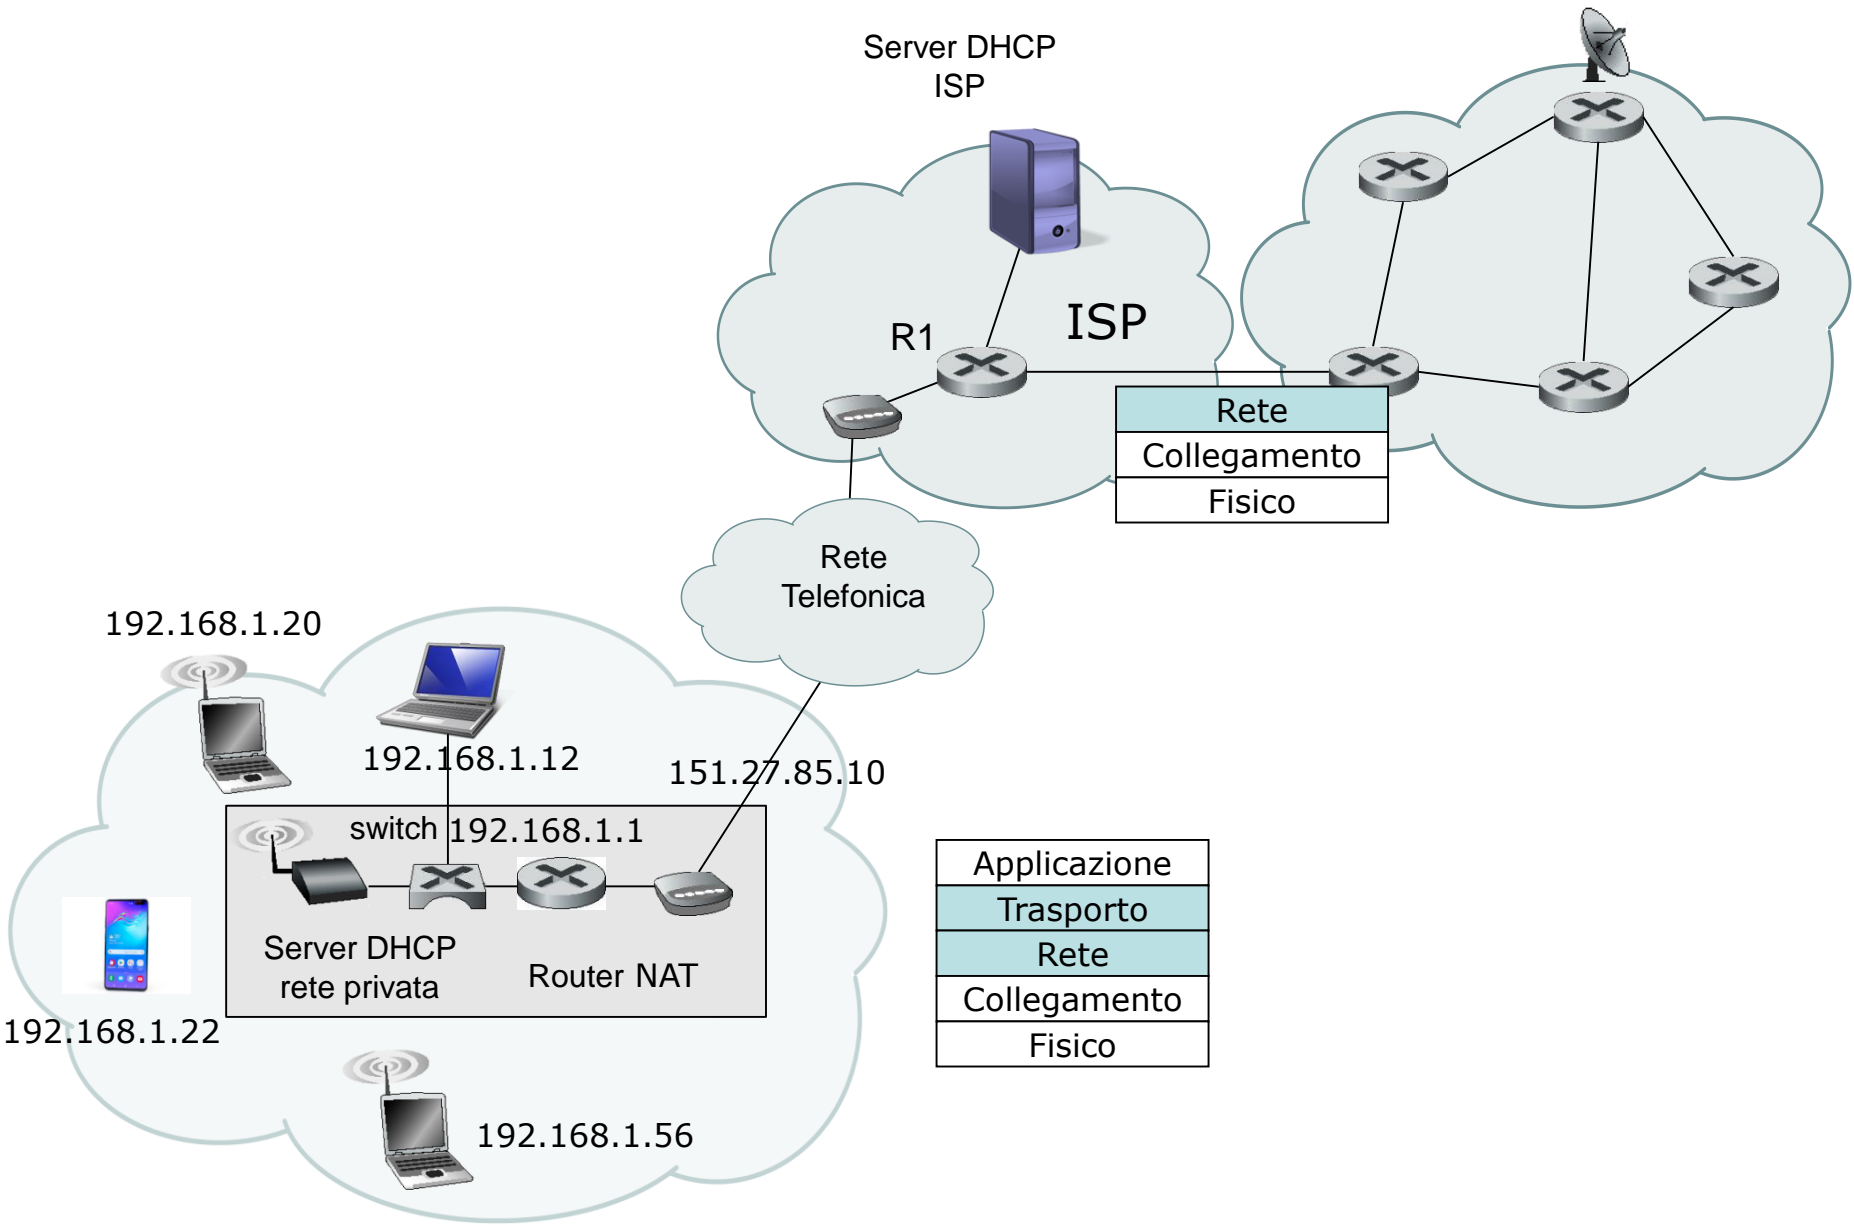 Server DHCP
ISP
ISP
R1
Rete
Collegamento
Fisico
Rete
Telefonica
192.168.1.20
192.168.1.12
151.27.85.10
switch
192.168.1.1
Server DHCP
rete privata
Router NAT
192.168.1.22
192.168.1.56
Applicazione
Trasporto
Rete
Collegamento
Fisico